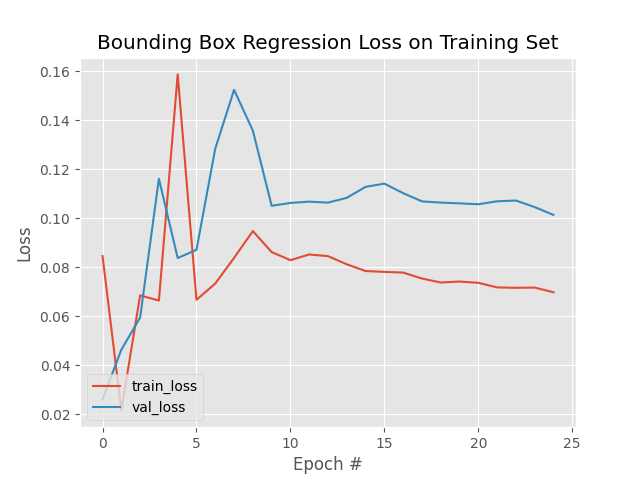 Bounding Box Regression Loss on Training Set
0.16
0.14
0.12
0.10
0.08
0.06
0.04
0.02
Loss
train_loss
val_loss
0 5 10 15 20 25
Epoch #